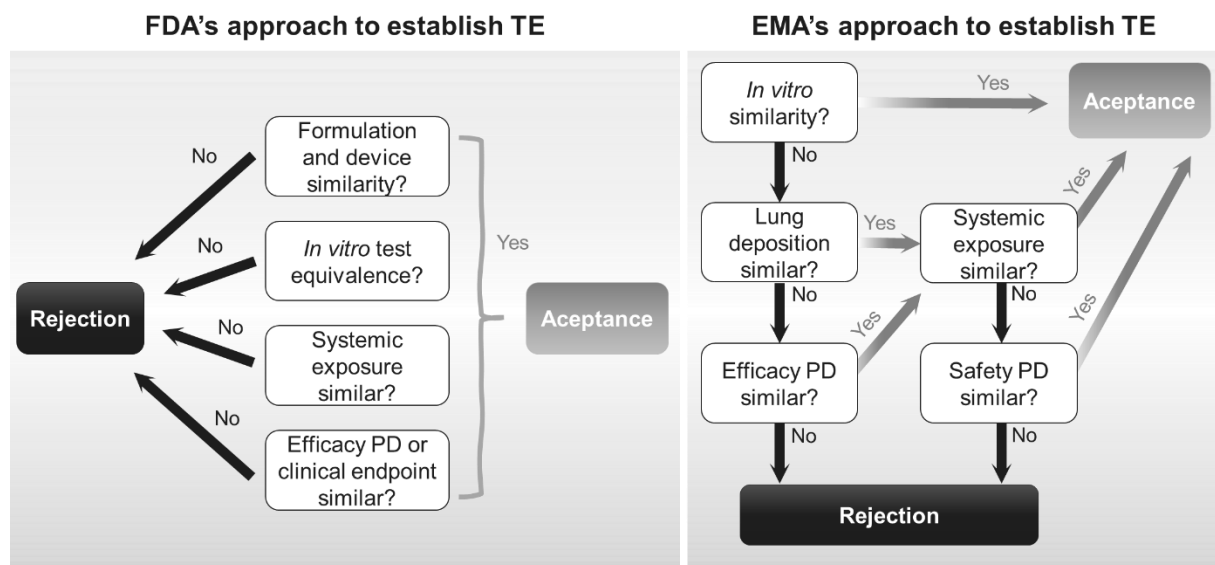 FDA's approach to establish TE
No
Formulation
and device
similarity?
No
In vitro test
equivalence?
Yes
Rejection
Aceptance
No
Systemic
exposure
similar?
No
Efficacy PD or
clinical endpoint
similar?
EMA's approach to establish TE
In vitro
similarity?
Yes
Aceptance
No
Lung
deposition
similar?
Yes
Systemic
exposure
similar?
Yes
No
Yes
No
Yes
Efficacy PD
similar?
Safety PD
similar?
No
No
Rejection